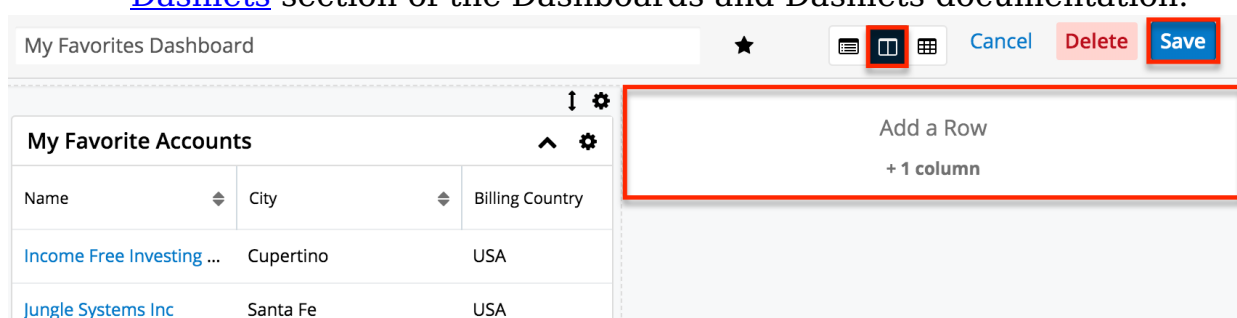 Dashlets section of the Dashboards and Dashlets documentation.
My Favorites Dashboard
Cancel
Delete
Save
My Favorite Accounts
Add a Row
+ 1 column
Name
City
Billing Country
Income Free Investing ...
Cupertino
USA
Jungle Systems Inc
Santa Fe
USA